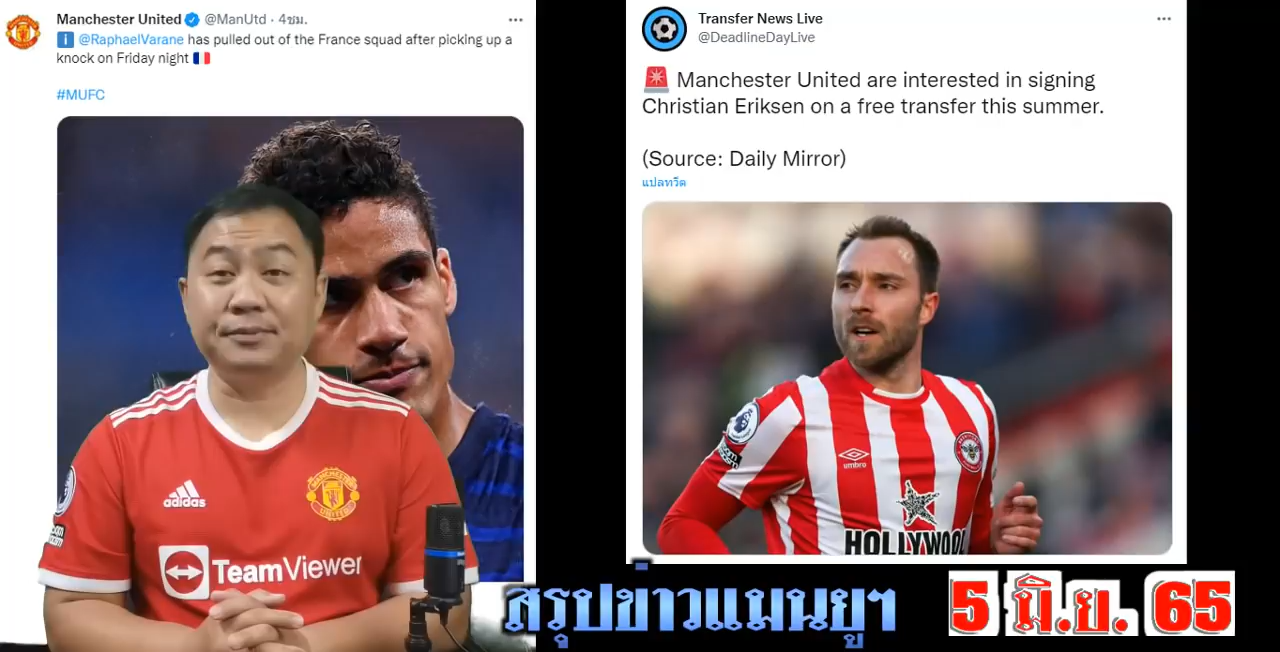 Manchester United @ManUtd · 4ชม.
@RaphaelVarane has pulled out of the France squad after picking up a
knock on Friday night
#MUFC
Transfer News Live
@DeadlineDayLive
Manchester United are interested in signing
Christian Eriksen on a free transfer this summer.
(Source: Daily Mirror)
แปลทวีต
adidas
MANCHESTER
UNITED
TeamViewer
umbro
HOLLYWOOD
สรุปข่าวแมนยูฯ
5 มิ.ย. 65